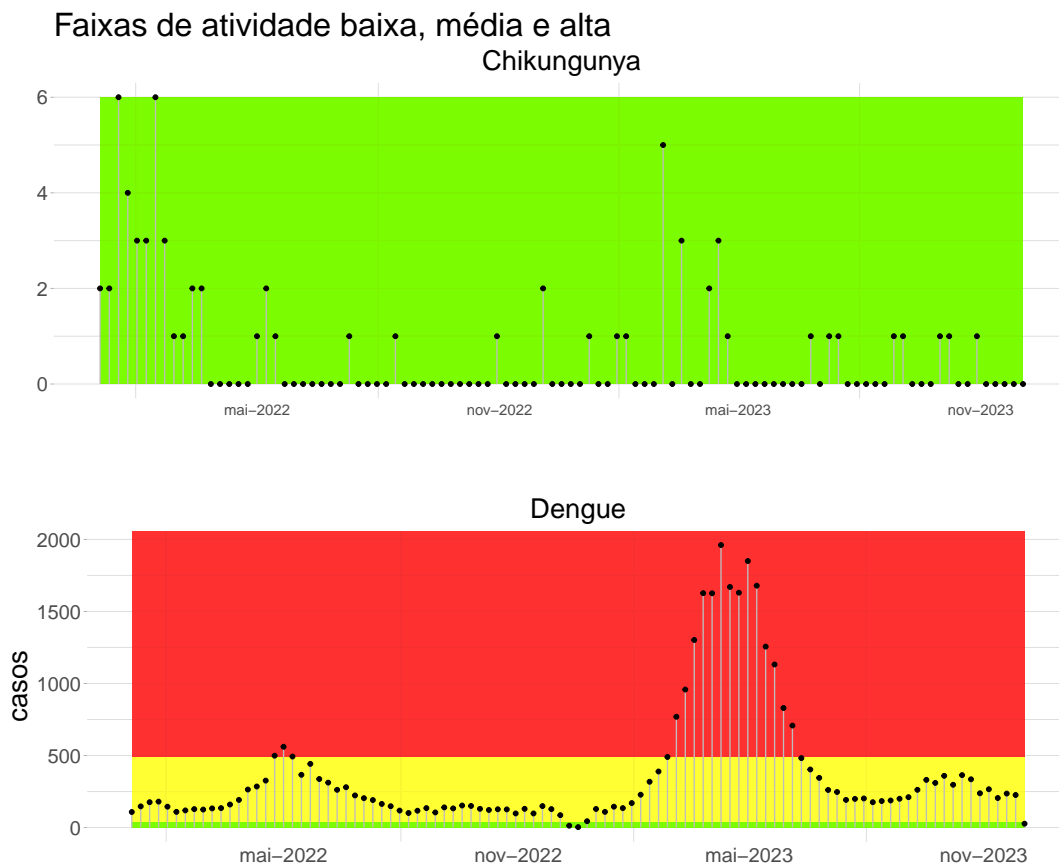 Faixas de atividade baixa, média e alta
Chikungunya
6
4
2
0
mai−2022 nov−2022 mai−2023 nov−2023
Dengue
casos
2000
1500
1000
500
0
mai−2022 nov−2022 mai−2023 nov−2023